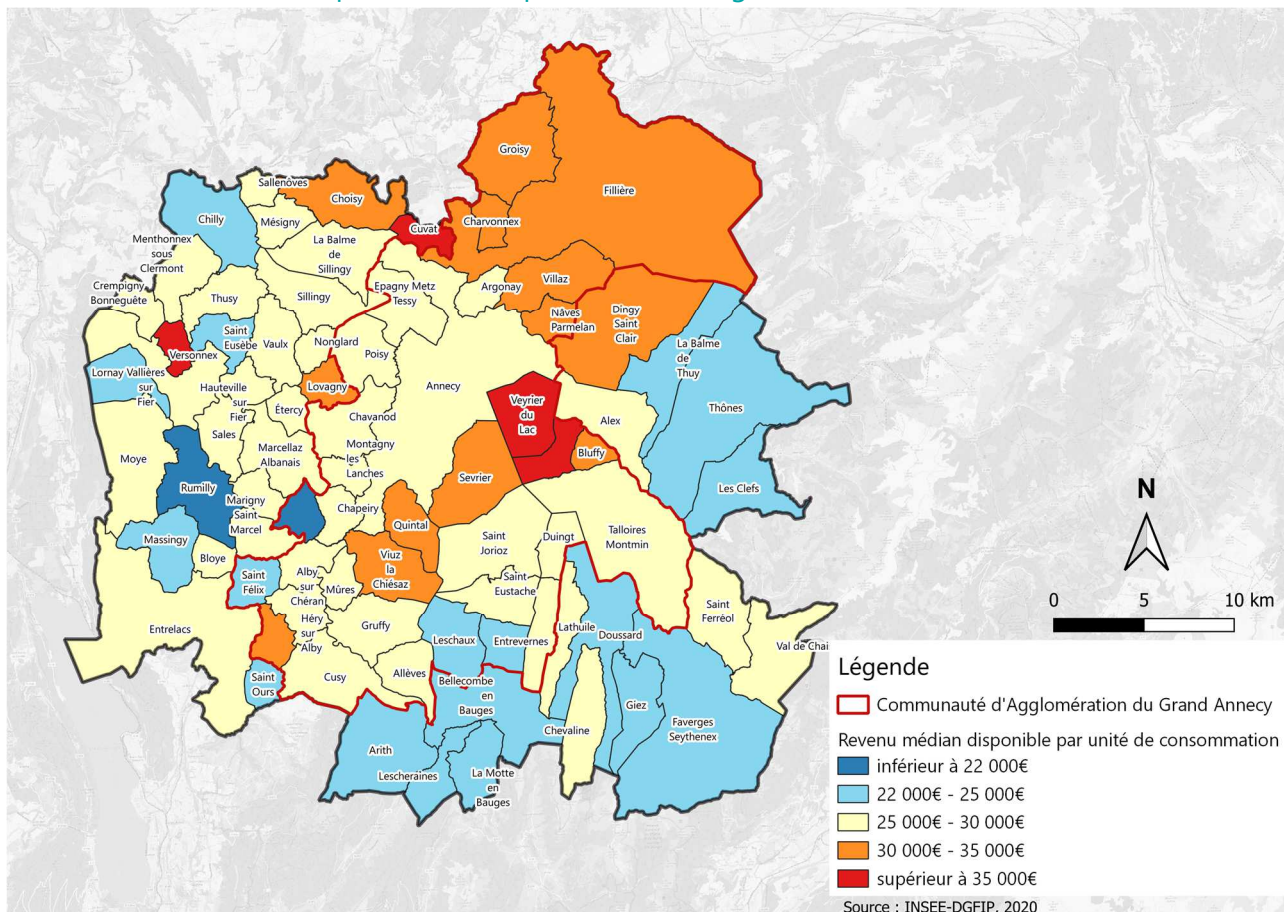 Groisy
Fillière
Sallenôves
Choisy
Charvonnex
Cuvat
Chilly
Mésigny
La Balme
de
Sillingy
Menthonnex
sous
Clermont
Crempigny
Bonneguête
Thusy
Sillingy
Epagny Metz
Tessy
Argonay
Villaz
Nâves
Parmelan
Dingy
Saint
Clair
La Balme
de
Thuy
Saint
Eusèbe
Versonnex
Vaulx
Nonglard
Poisy
Annecy
Lornay
Vallières
sur
Fier
Hauteville
sur
Fier
Lovagny
Veyrier
du
Lac
Thônes
Alex
Étercy
Chavanod
Sales
Marcellaz
Albanais
Montagny
les
Lanches
Bluffy
Moye
Sevrier
Rumilly
Les Clefs
Marigny
Saint
Marcel
Chapeiry
Quintal
Massingy
Bloye
Saint
Jorioz
Duingt
Talloires
Montmin
Viuz
la
Chiésaz
Saint
Félix
Alby
sur
Chéran
Mûres
Saint
Eustache
Saint
Ferréol
Entrelacs
Héry
sur
Alby
Gruffy
Leschaux
Entrevernes
Lathuile
Doussard
Val de Chai
Saint
Ours
Cusy
Allèves
Bellecombe
en
Bauges
Chevaline
Giez
Faverges
Seythenex
Arith
Lescheraines
La Motte
en
Bauges
N
0 5 10 km
Légende
Communauté d'Agglomération du Grand Annecy
Revenu médian disponible par unité de consommation
inférieur à 22 000€
22 000€ - 25 000€
25 000€ - 30 000€
30 000€ - 35 000€
supérieur à 35 000€
Source : INSEE-DGFIP, 2020